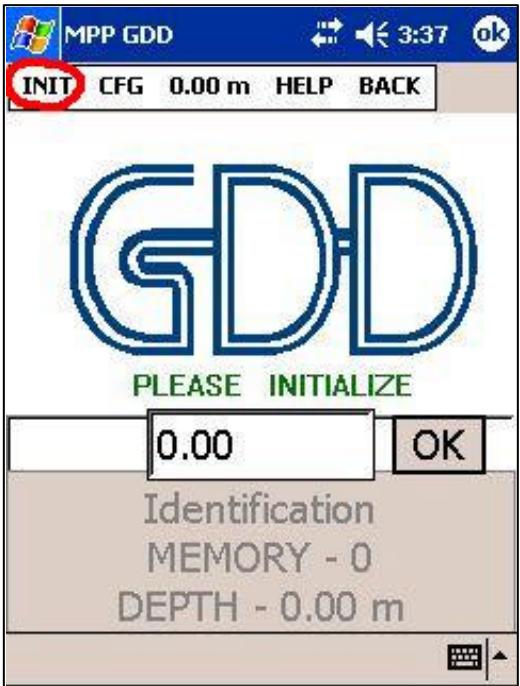 MPP GDD 3:37 ok
INIT CFG 0.00 m HELP BACK
GDD
PLEASE INITIALIZE
0.00 OK
Identification
MEMORY - 0
DEPTH - 0.00 m